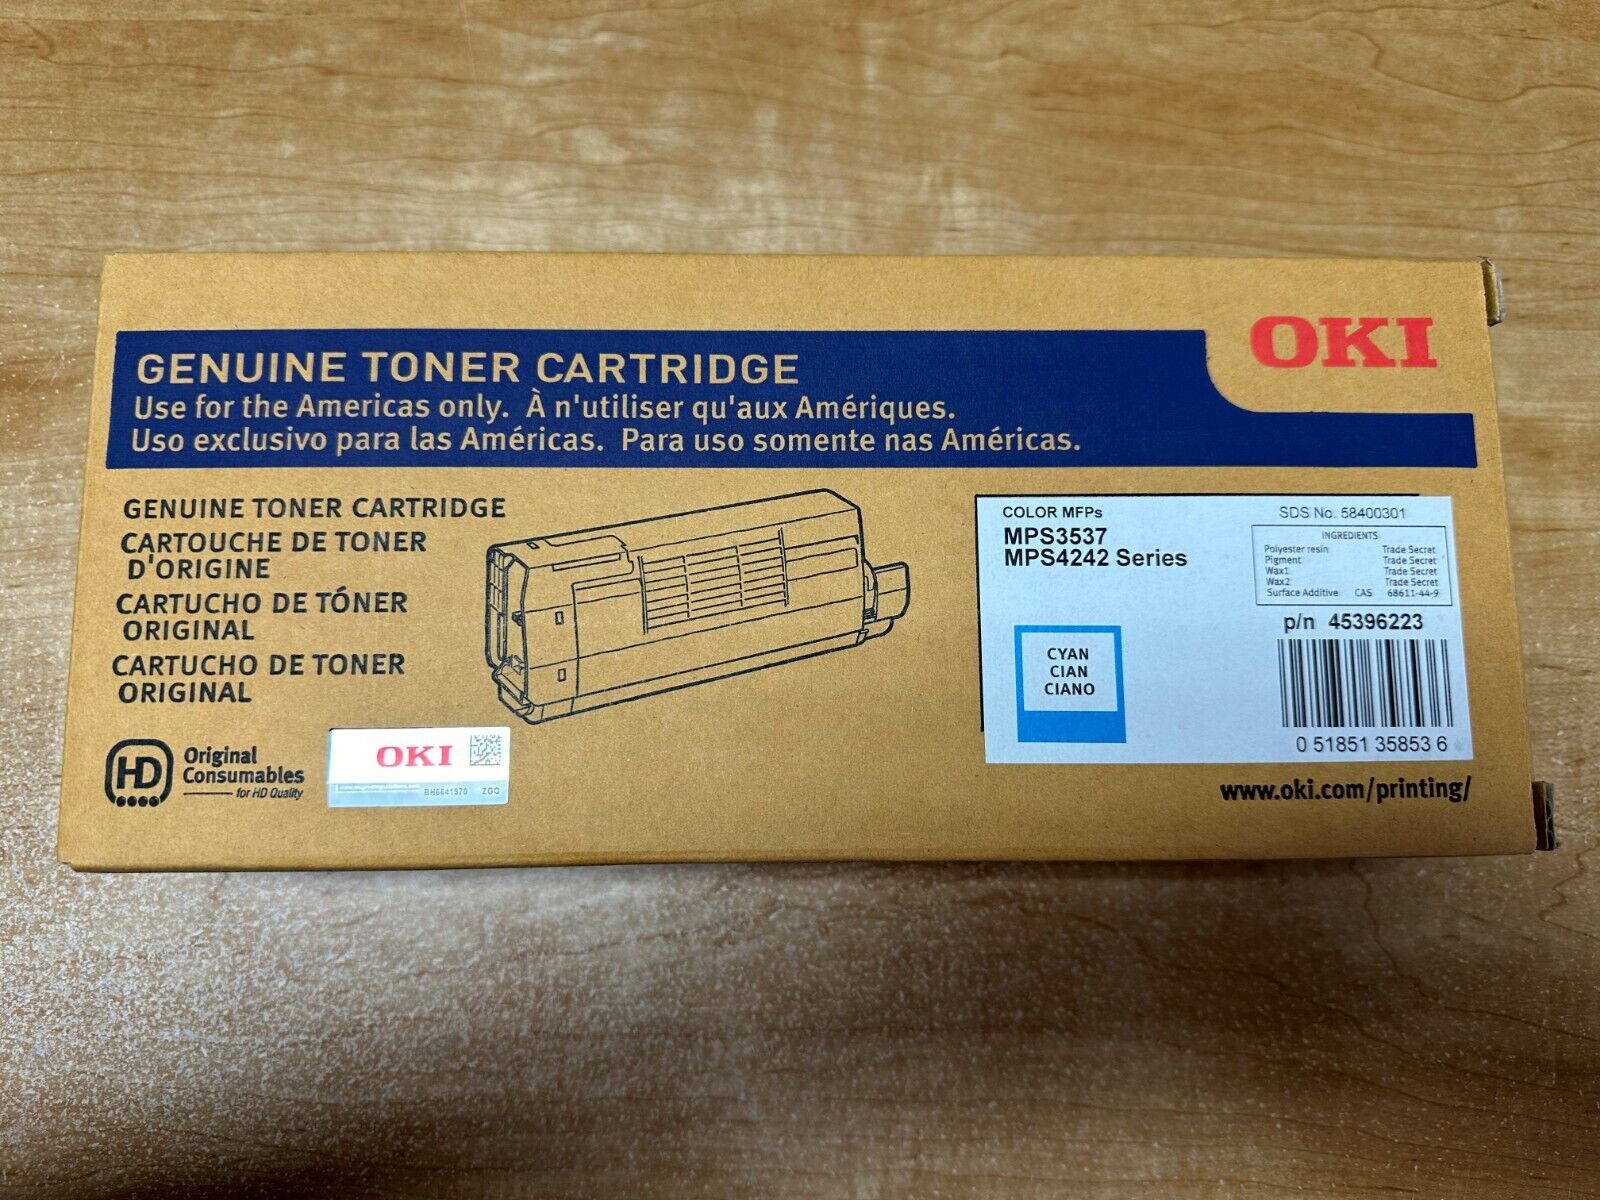 OKI
GENUINE TONER CARTRIDGE
Use for the Americas only. À n'utiliser qu'aux Amériques.
Uso exclusivo para las Américas. Para uso somente nas Américas.
GENUINE TONER CARTRIDGE
CARTOUCHE DE TONER
D'ORIGINE
CARTUCHO DE TÓNER
ORIGINAL
CARTUCHO DE TONER
ORIGINAL
HD
Original
Consumables
for HD Quality
OKI
BH6641970 ZGQ
COLOR MFPs
MPS3537
MPS4242 Series
CYAN
CIAN
CIANO
SDS No. 58400301
INGREDIENTS
Polyester resin Trade Secret
Pigment Trade Secret
Wax1 Trade Secret
Wax2 Trade Secret
Surface Additive CAS 68611-44-9
p/n 45396223
0 51851 35853 6
www.oki.com/printing/